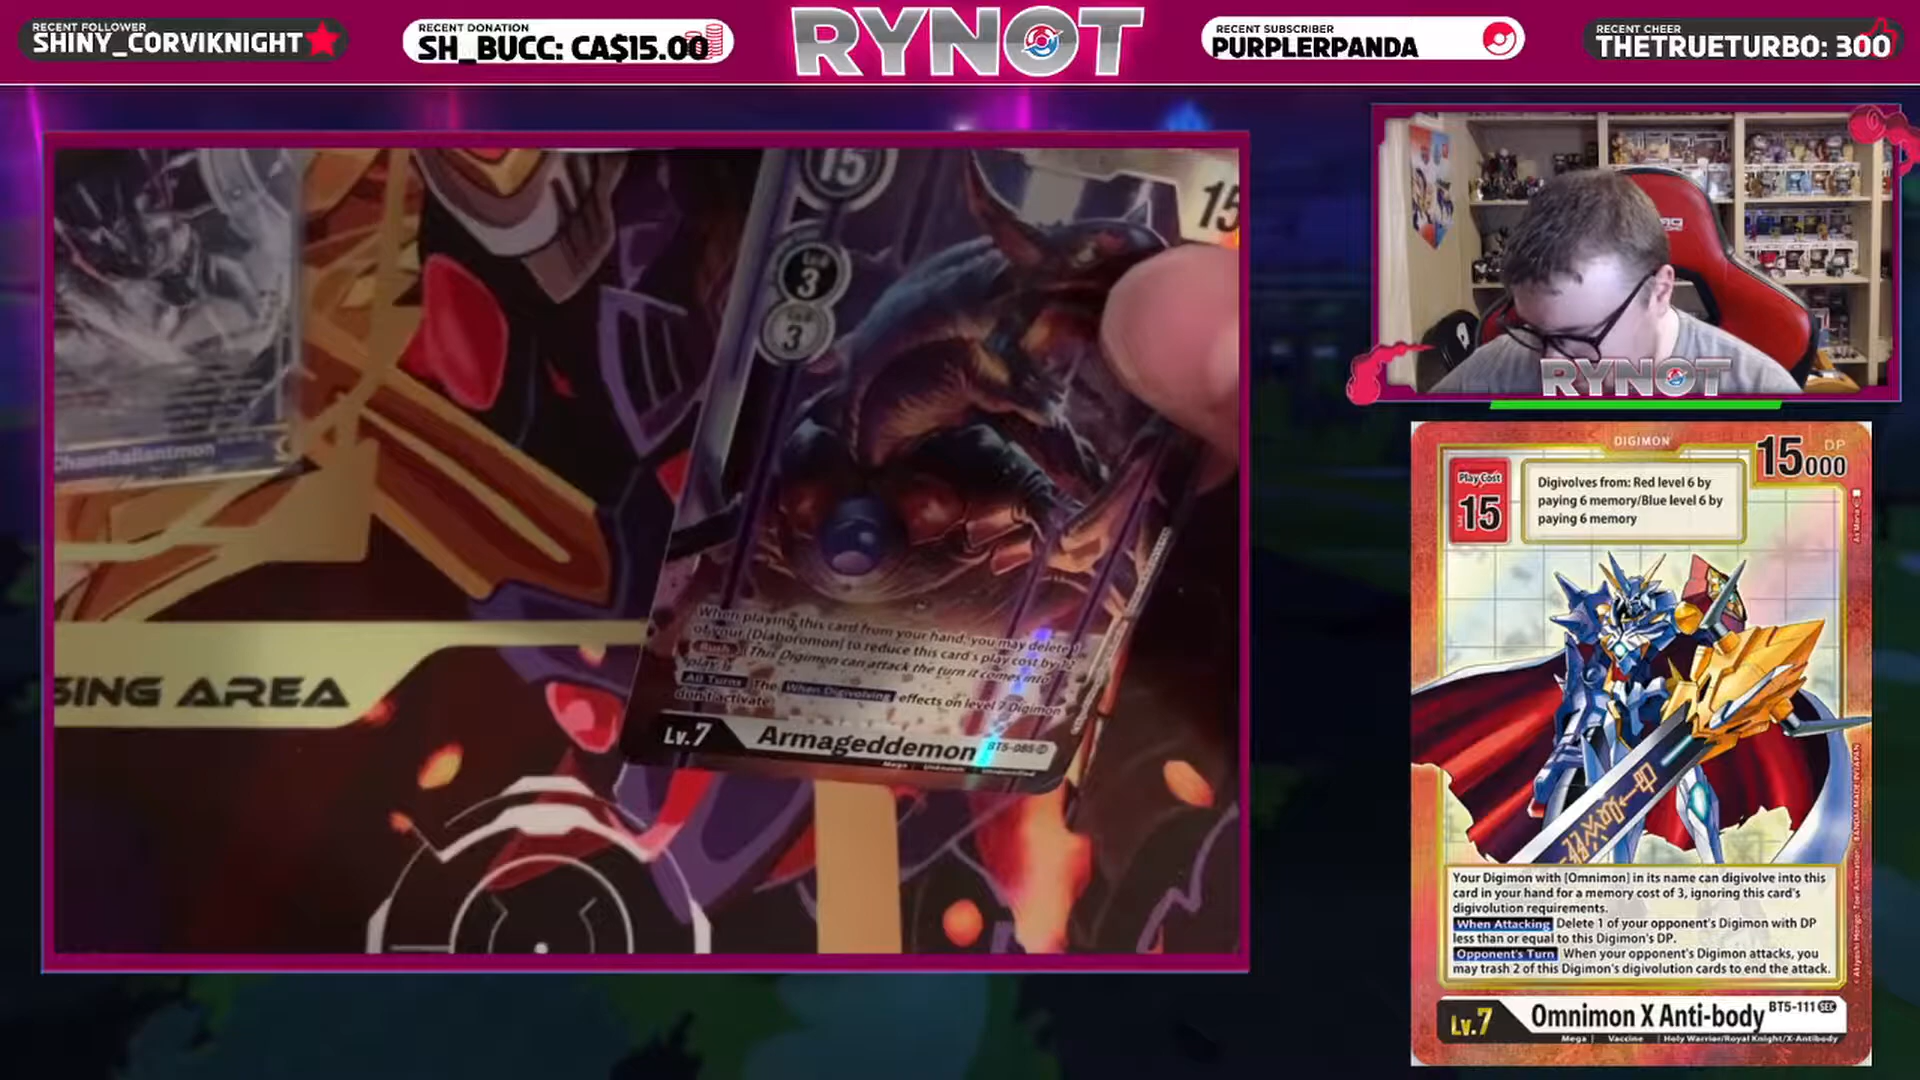 RECENT FOLLOWER
SHINY_CORVIKNIGHT
RECENT DONATION
SH_BUCC: CA$15.00
RYNOT
RECENT SUBSCRIBER
PURPLERPANDA
RECENT CHEER
THETRUETURBO: 300
15
15
3
3
ChaosGallantmon
SING AREA
When playing this card from your hand, you may delete 1
of your [Diaboromon] to reduce this card's play cost by 12.
Rush (This Digimon can attack the turn it comes into
play.)
All Turns The When Digivolving effects on level 7 Digimon
don't activate.
Lv.7 Armageddemon BT5-085
Mega Unknown Unidentified
RYNOT
DIGIMON
15000 DP
Play Cost
15
Digivolves from: Red level 6 by
paying 6 memory/Blue level 6 by
paying 6 memory
Your Digimon with [Omnimon] in its name can digivolve into this
card in your hand for a memory cost of 3, ignoring this card's
digivolution requirements.
When Attacking Delete 1 of your opponent's Digimon with DP
less than or equal to this Digimon's DP.
Opponent's Turn When your opponent's Digimon attacks, you
may trash 2 of this Digimon's digivolution cards to end the attack.
Lv.7 Omnimon X Anti-body BT5-111 SEC
Mega | Vaccine | Holy Warrior/Royal Knight/X-Antibody